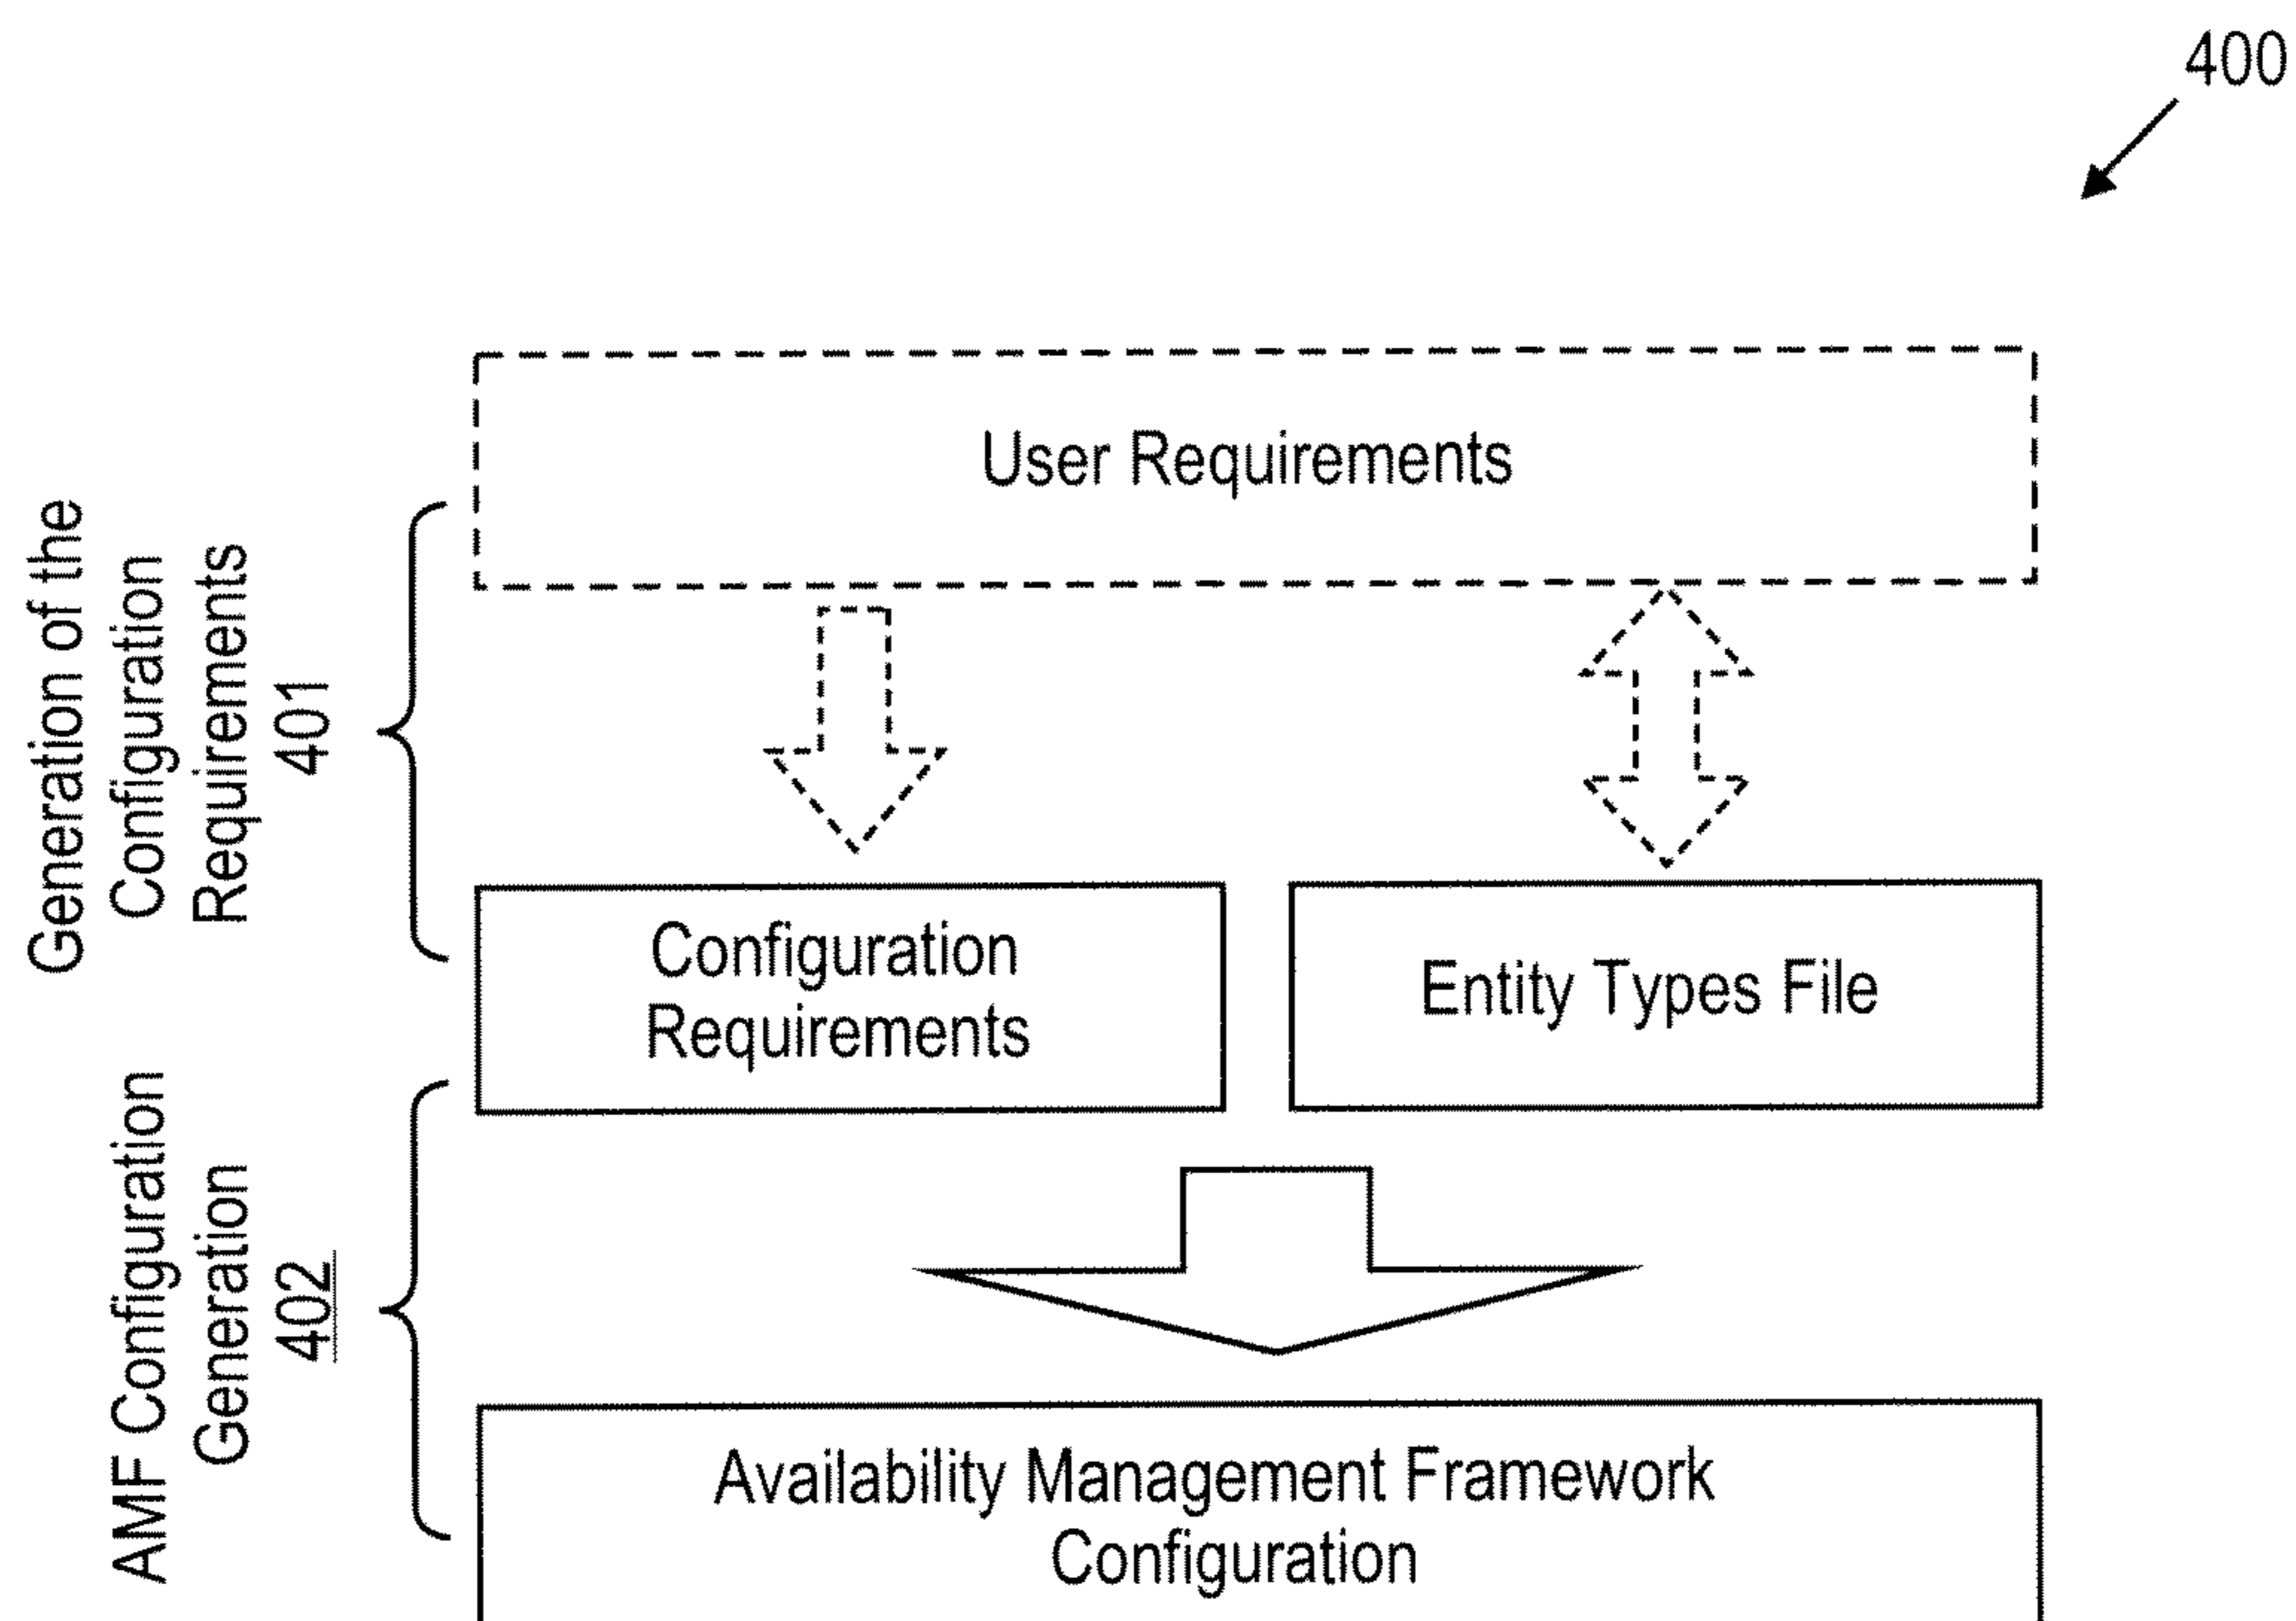 400
User Requirements
Generation of the
Configuration
Requirements
401
Configuration
Requirements
Entity Types File
AMF Configuration
Generation
402
Availability Management Framework
Configuration